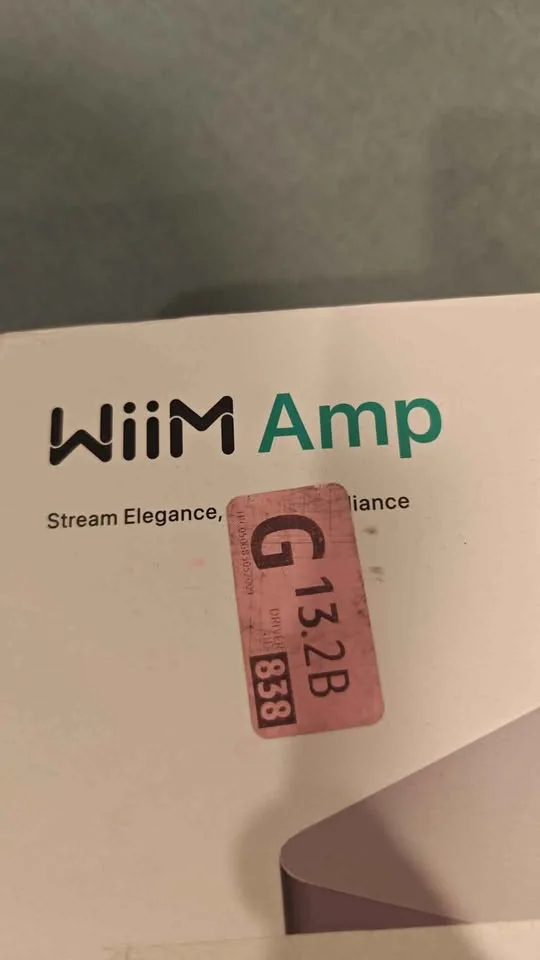 WiiM Amp
Stream Elegance, liance
G 13.2B
DRIVER
838